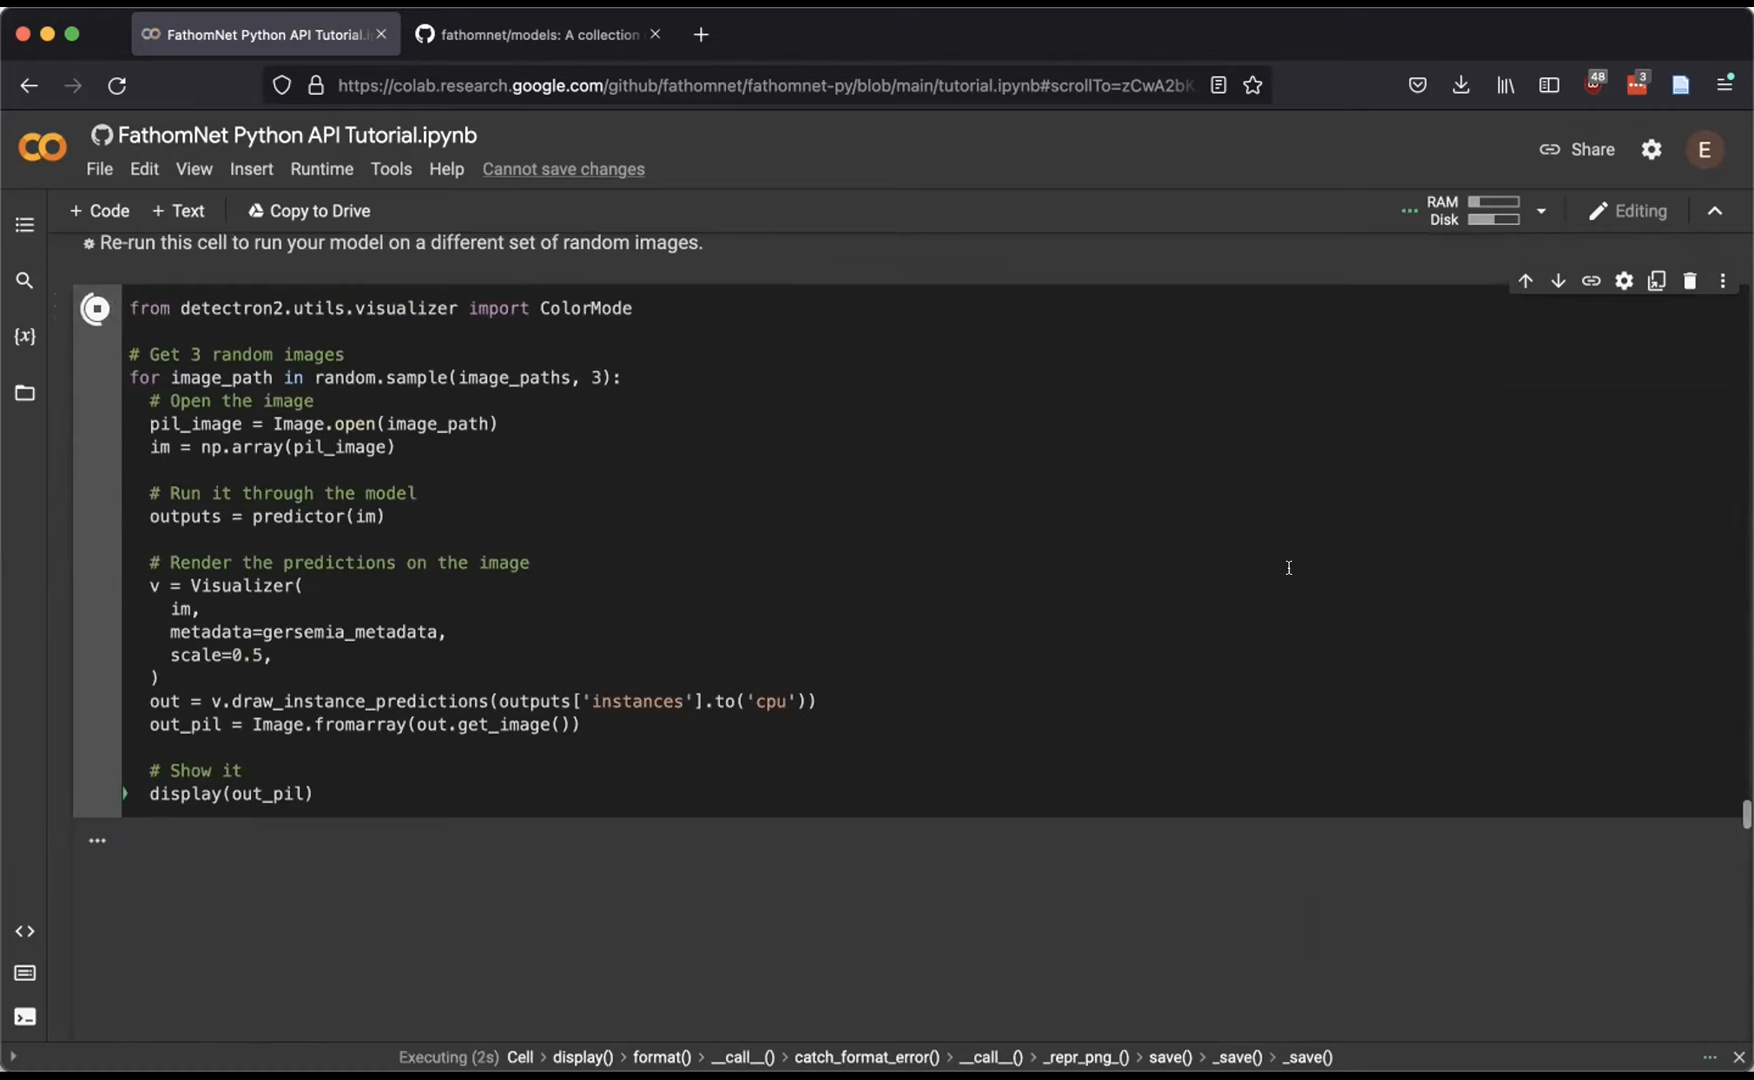 FathomNet Python API Tutorial.i
fathomnet/models: A collection
https://colab.research.google.com/github/fathomnet/fathomnet-py/blob/main/tutorial.ipynb#scrollTo=zCwA2bK
48
3
FathomNet Python API Tutorial.ipynb
Share
E
File Edit View Insert Runtime Tools Help Cannot save changes
+ Code + Text Copy to Drive
RAM
Disk
Editing
Re-run this cell to run your model on a different set of random images.
from detectron2.utils.visualizer import ColorMode
# Get 3 random images
for image_path in random.sample(image_paths, 3):
# Open the image
pil_image = Image.open(image_path)
im = np.array(pil_image)
# Run it through the model
outputs = predictor(im)
# Render the predictions on the image
v = Visualizer(
im,
metadata=gersemia_metadata,
scale=0.5,
)
out = v.draw_instance_predictions(outputs['instances'].to('cpu'))
out_pil = Image.fromarray(out.get_image())
# Show it
display(out_pil)
...
Executing (2s) Cell > display() > format() > __call__() > catch_format_error() > __call__() > _repr_png_() > save() > _save() > _save()